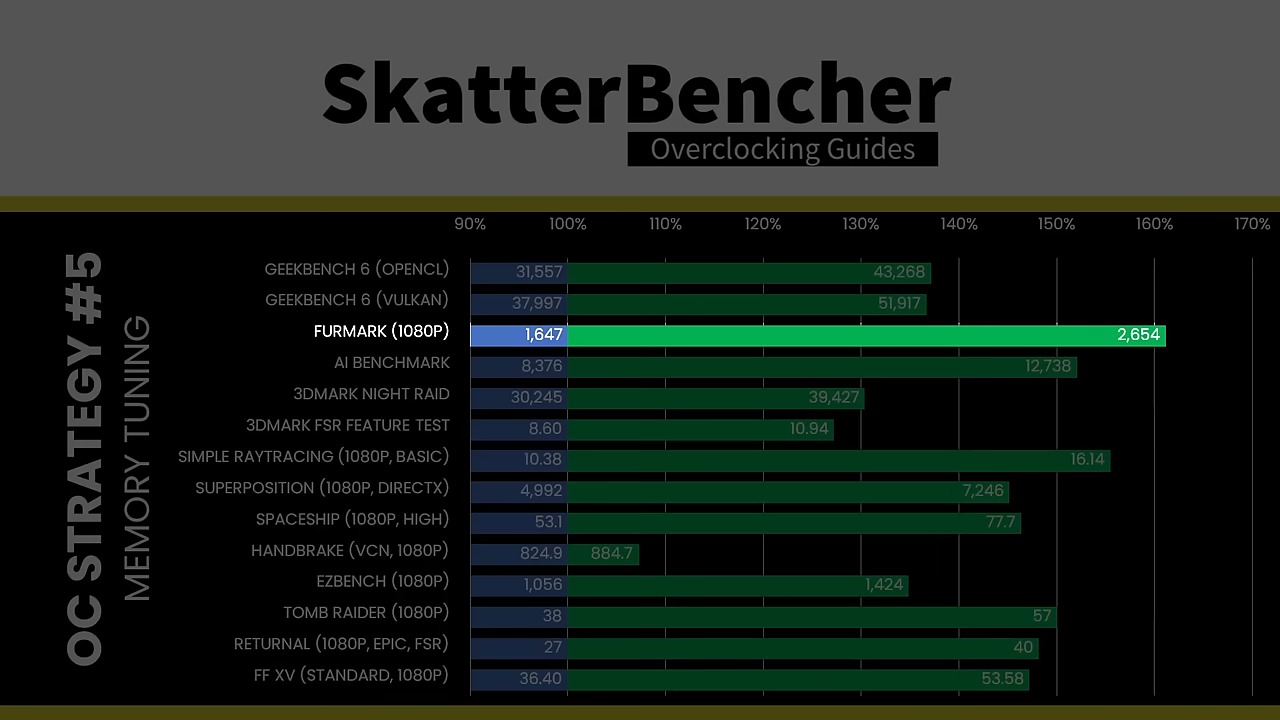 SkatterBencher
Overclocking Guides
90% 100% 110% 120% 130% 140% 150% 160% 170%
OC STRATEGY #5
MEMORY TUNING
GEEKBENCH 6 (OPENCL) 31,557 43,268
GEEKBENCH 6 (VULKAN) 37,997 51,917
FURMARK (1080P) 1,647 2,654
AI BENCHMARK 8,376 12,738
3DMARK NIGHT RAID 30,245 39,427
3DMARK FSR FEATURE TEST 8.60 10.94
SIMPLE RAYTRACING (1080P, BASIC) 10.38 16.14
SUPERPOSITION (1080P, DIRECTX) 4,992 7,246
SPACESHIP (1080P, HIGH) 53.1 77.7
HANDBRAKE (VCN, 1080P) 824.9 884.7
EZBENCH (1080P) 1,056 1,424
TOMB RAIDER (1080P) 38 57
RETURNAL (1080P, EPIC, FSR) 27 40
FF XV (STANDARD, 1080P) 36.40 53.58